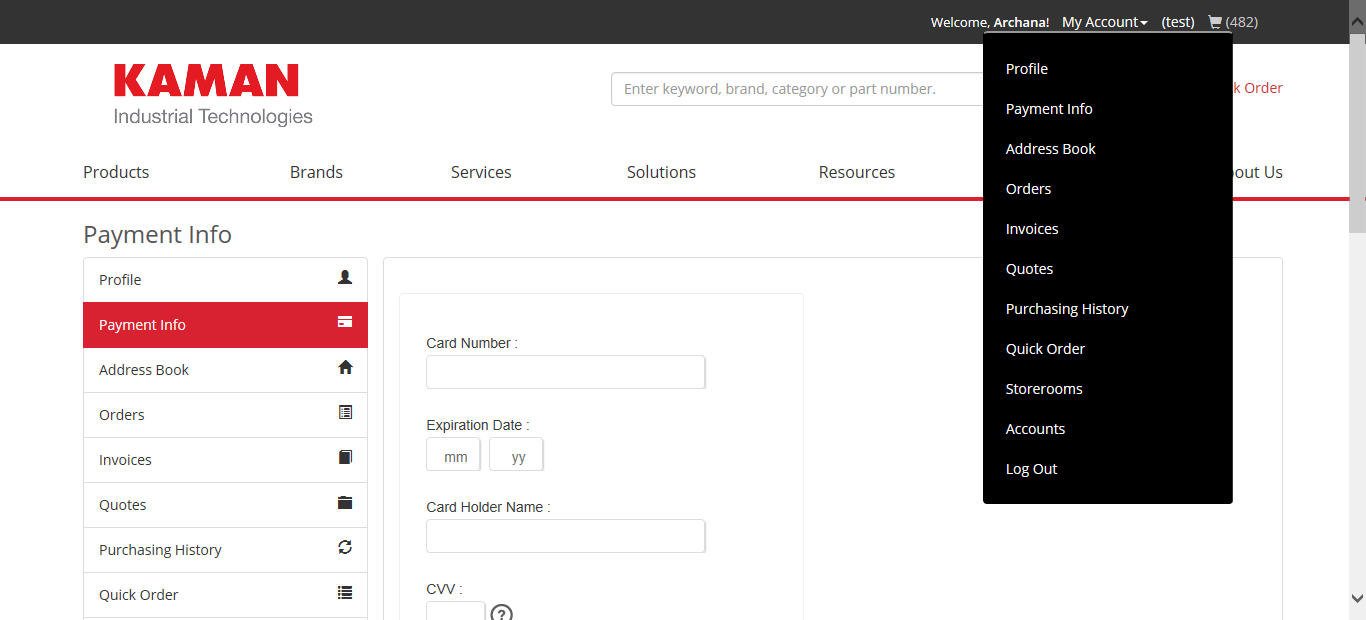 Welcome, Archana! My Account (test) (482)
KAMAN
Industrial Technologies
Enter keyword, brand, category or part number.
k Order
Products Brands Services Solutions Resources out Us
Profile
Payment Info
Address Book
Orders
Invoices
Quotes
Purchasing History
Quick Order
Storerooms
Accounts
Log Out
Payment Info
Profile
Payment Info
Address Book
Orders
Invoices
Quotes
Purchasing History
Quick Order
Card Number :
Expiration Date :
mm yy
Card Holder Name :
CVV :
?